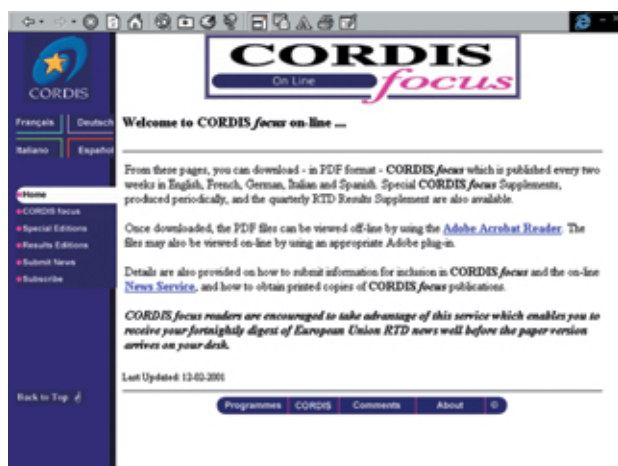 CORDIS
On Line
focus
CORDIS
Français Deutsch
Italiano Español
Welcome to CORDIS focus on-line ...
Home
CORDIS focus
Special Editions
Results Editions
Submit News
Subscribe
From these pages, you can download - in PDF format - CORDIS focus which is published every two
weeks in English, French, German, Italian and Spanish. Special CORDIS focus Supplements,
produced periodically, and the quarterly RTD Results Supplement are also available.
Once downloaded, the PDF files can be viewed off-line by using the Adobe Acrobat Reader. The
files may also be viewed on-line by using an appropriate Adobe plug-in.
Details are also provided on how to submit information for inclusion in CORDIS focus and the on-line
News Service, and how to obtain printed copies of CORDIS focus publications.
CORDIS focus readers are encouraged to take advantage of this service which enables you to
receive your fortnightly digest of European Union RTD news well before the paper version
arrives on your desk.
Last Updated: 12-02-2001
Back to Top
Programmes CORDIS Comments About ©